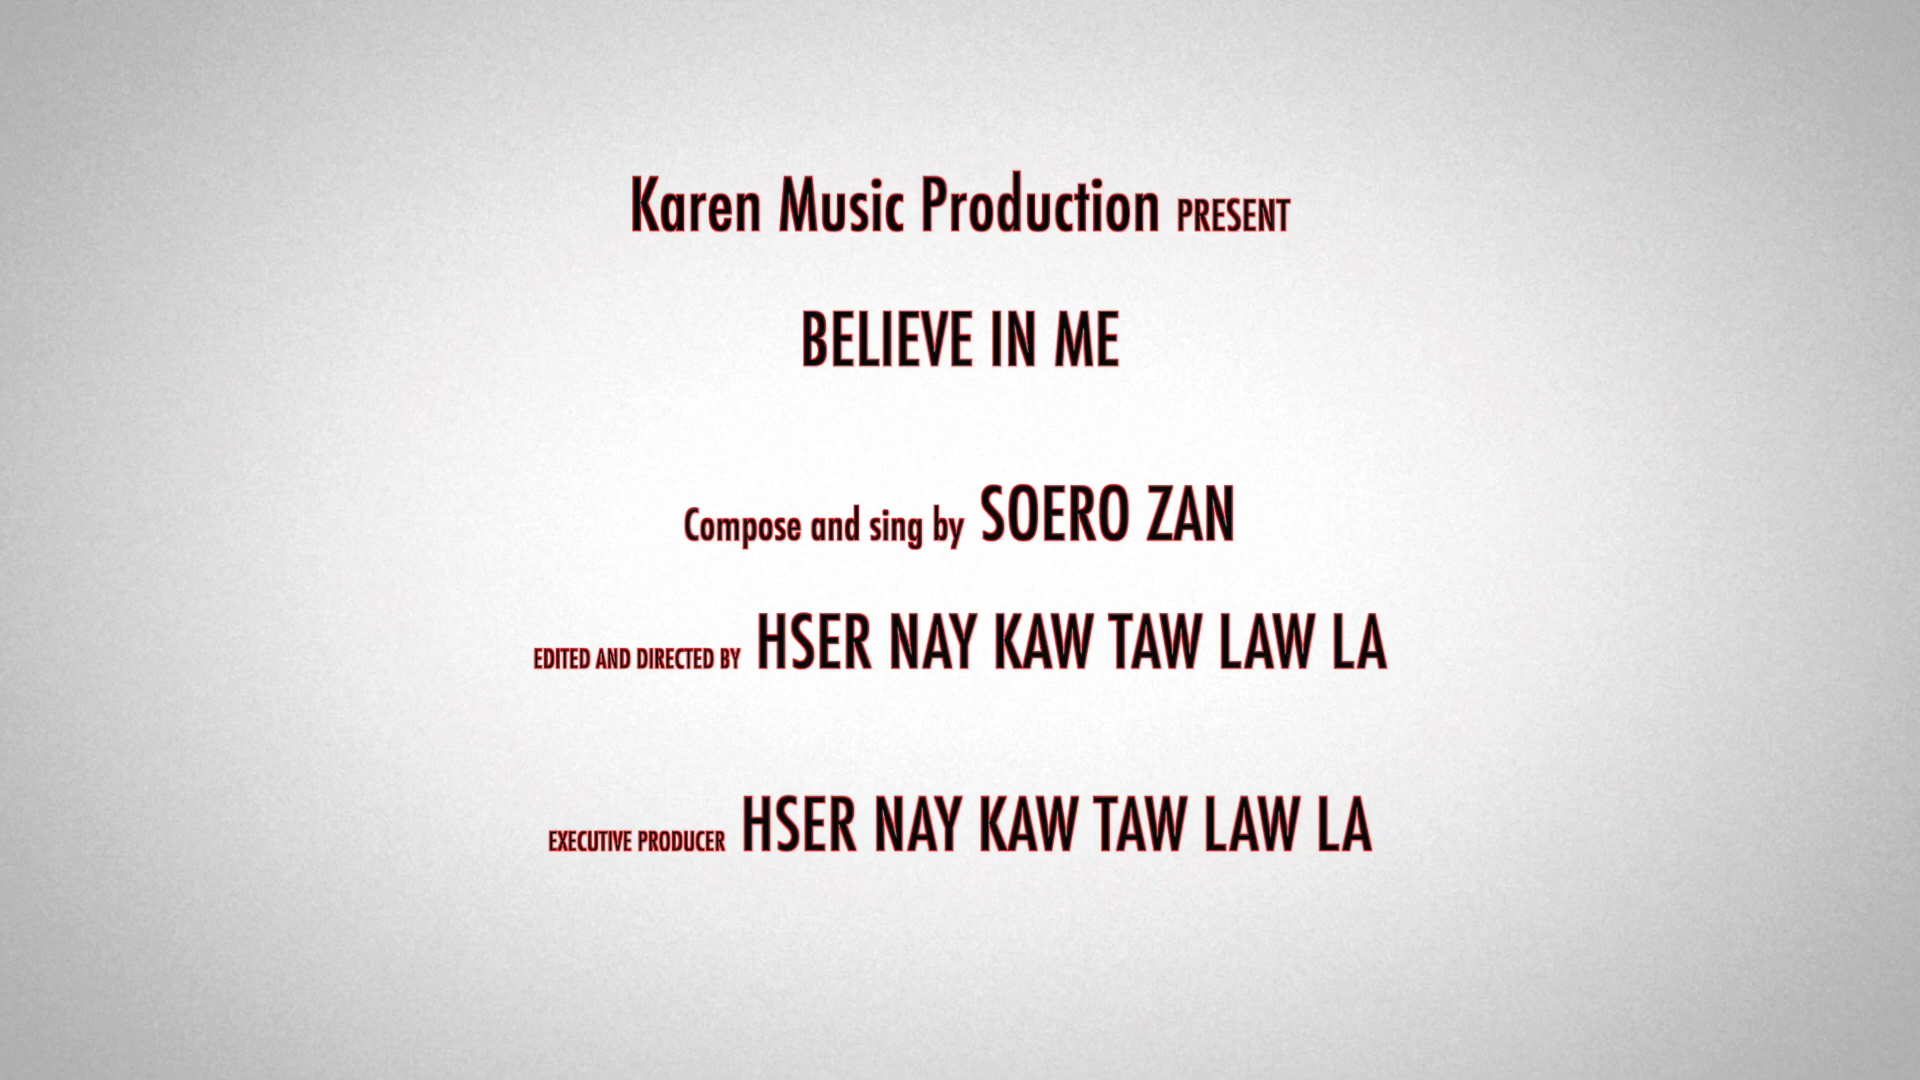 Karen Music Production PRESENT
BELIEVE IN ME
Compose and sing by SOERO ZAN
EDITED AND DIRECTED BY HSER NAY KAW TAW LAW LA
EXECUTIVE PRODUCER HSER NAY KAW TAW LAW LA